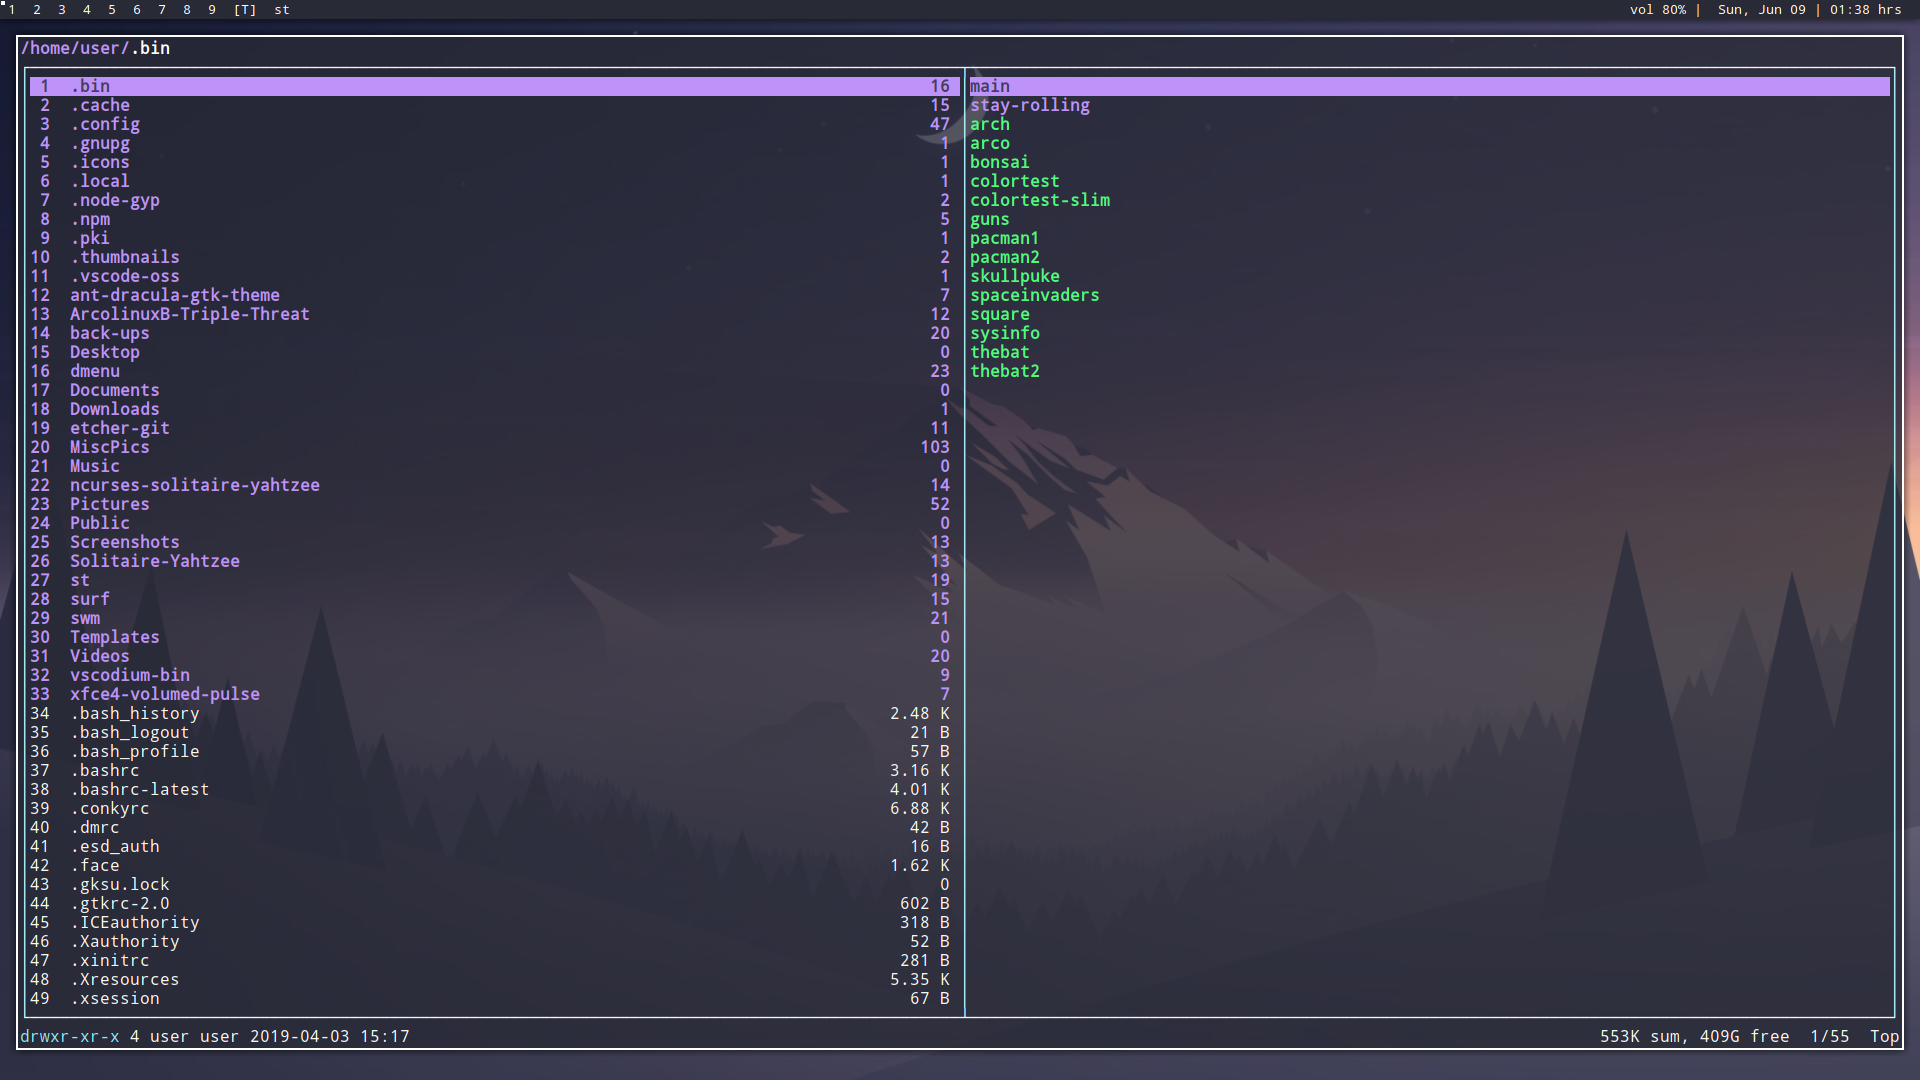 1 2 3 4 5 6 7 8 9 [T] st vol 80% | Sun, Jun 09 | 01:38 hrs
/home/user/.bin
1 .bin 16 main
2 .cache 15 stay-rolling
3 .config 47 arch
4 .gnupg 1 arco
5 .icons 1 bonsai
6 .local 1 colortest
7 .node-gyp 2 colortest-slim
8 .npm 5 guns
9 .pki 1 pacman1
10 .thumbnails 2 pacman2
11 .vscode-oss 1 skullpuke
12 ant-dracula-gtk-theme 7 spaceinvaders
13 ArcolinuxB-Triple-Threat 12 square
14 back-ups 20 sysinfo
15 Desktop 0 thebat
16 dmenu 23 thebat2
17 Documents 0
18 Downloads 1
19 etcher-git 11
20 MiscPics 103
21 Music 0
22 ncurses-solitaire-yahtzee 14
23 Pictures 52
24 Public 0
25 Screenshots 13
26 Solitaire-Yahtzee 13
27 st 19
28 surf 15
29 swm 21
30 Templates 0
31 Videos 20
32 vscodium-bin 9
33 xfce4-volumed-pulse 7
34 .bash_history 2.48 K
35 .bash_logout 21 B
36 .bash_profile 57 B
37 .bashrc 3.16 K
38 .bashrc-latest 4.01 K
39 .conkyrc 6.88 K
40 .dmrc 42 B
41 .esd_auth 16 B
42 .face 1.62 K
43 .gksu.lock 0
44 .gtkrc-2.0 602 B
45 .ICEauthority 318 B
46 .Xauthority 52 B
47 .xinitrc 281 B
48 .Xresources 5.35 K
49 .xsession 67 B
drwxr-xr-x 4 user user 2019-04-03 15:17 553K sum, 409G free 1/55 Top